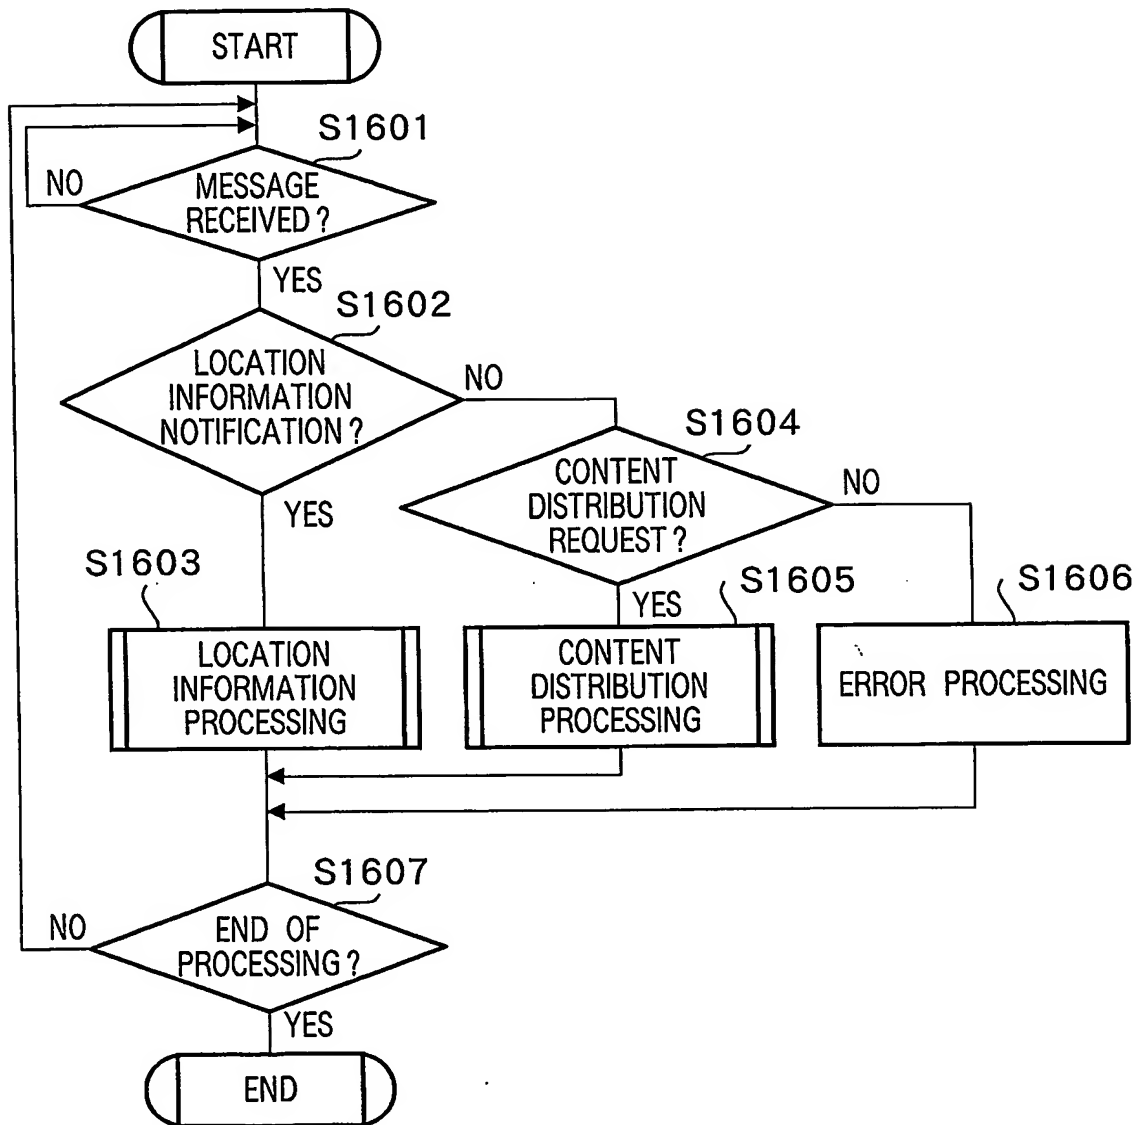 START
S1601
NO
MESSAGE
RECEIVED?
YES
S1602
LOCATION
INFORMATION
NOTIFICATION?
NO
YES
S1604
CONTENT
DISTRIBUTION
REQUEST?
NO
YES
S1603
LOCATION
INFORMATION
PROCESSING
S1605
CONTENT
DISTRIBUTION
PROCESSING
S1606
ERROR PROCESSING
S1607
NO
END OF
PROCESSING?
YES
END